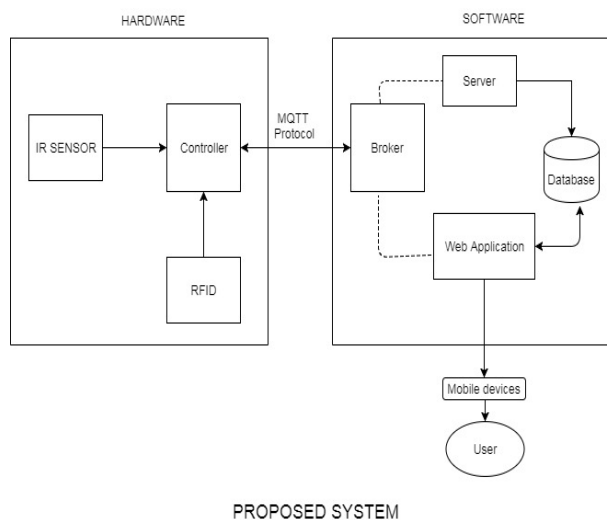 HARDWARE
SOFTWARE
Server
IR SENSOR
Controller
MQTT
Protocol
Broker
Database
Web Application
RFID
Mobile devices
User
PROPOSED SYSTEM